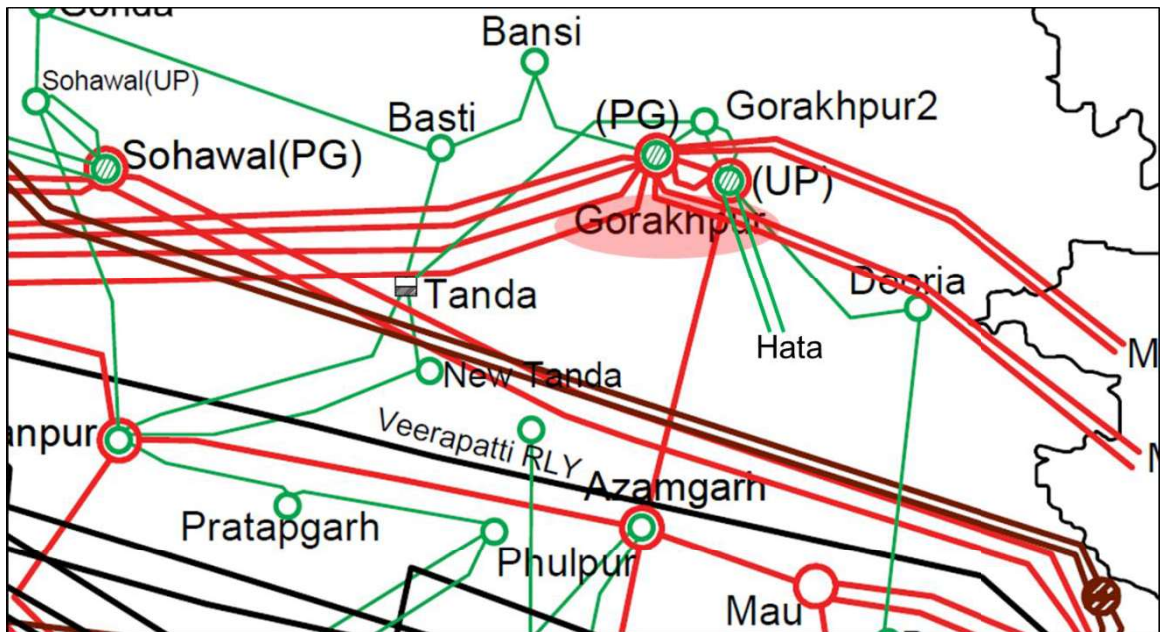 Bansi
Sohawal(UP)
Basti
(PG)
Gorakhpur2
Sohawal(PG)
(UP)
Gorakhpur
Tanda
Deoria
Hata
New Tanda
Veerapatti RLY
Azamgarh
Pratapgarh
Phulpur
Mau